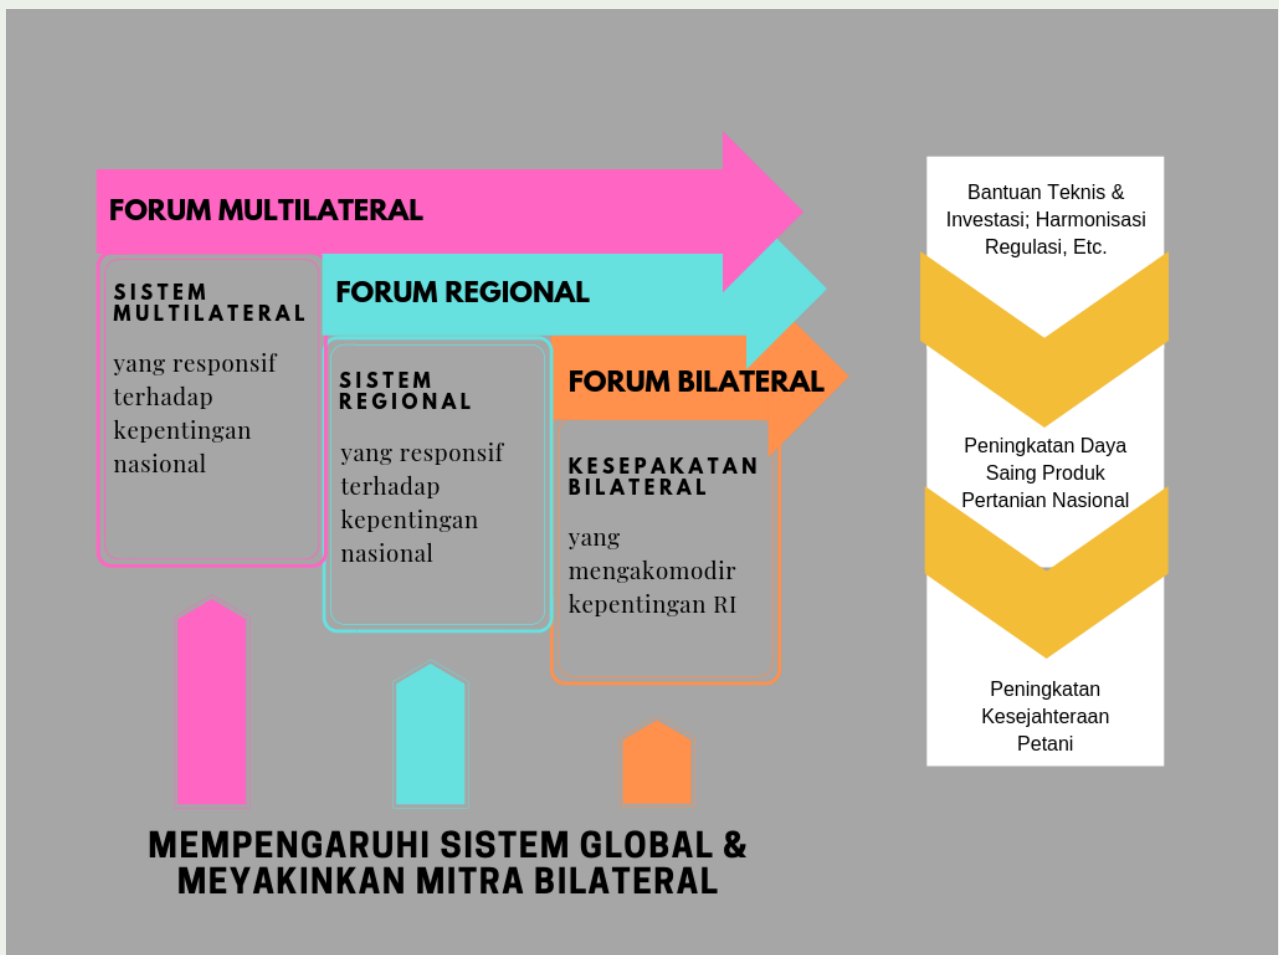 FORUM MULTILATERAL
SISTEM
MULTILATERAL
yang responsif
terhadap
kepentingan
nasional
FORUM REGIONAL
SISTEM
REGIONAL
yang responsif
terhadap
kepentingan
nasional
FORUM BILATERAL
KESEPAKATAN
BILATERAL
yang
mengakomodir
kepentingan RI
MEMPENGARUHI SISTEM GLOBAL &
MEYAKINKAN MITRA BILATERAL
Bantuan Teknis &
Investasi; Harmonisasi
Regulasi, Etc.
Peningkatan Daya
Saing Produk
Pertanian Nasional
Peningkatan
Kesejahteraan
Petani